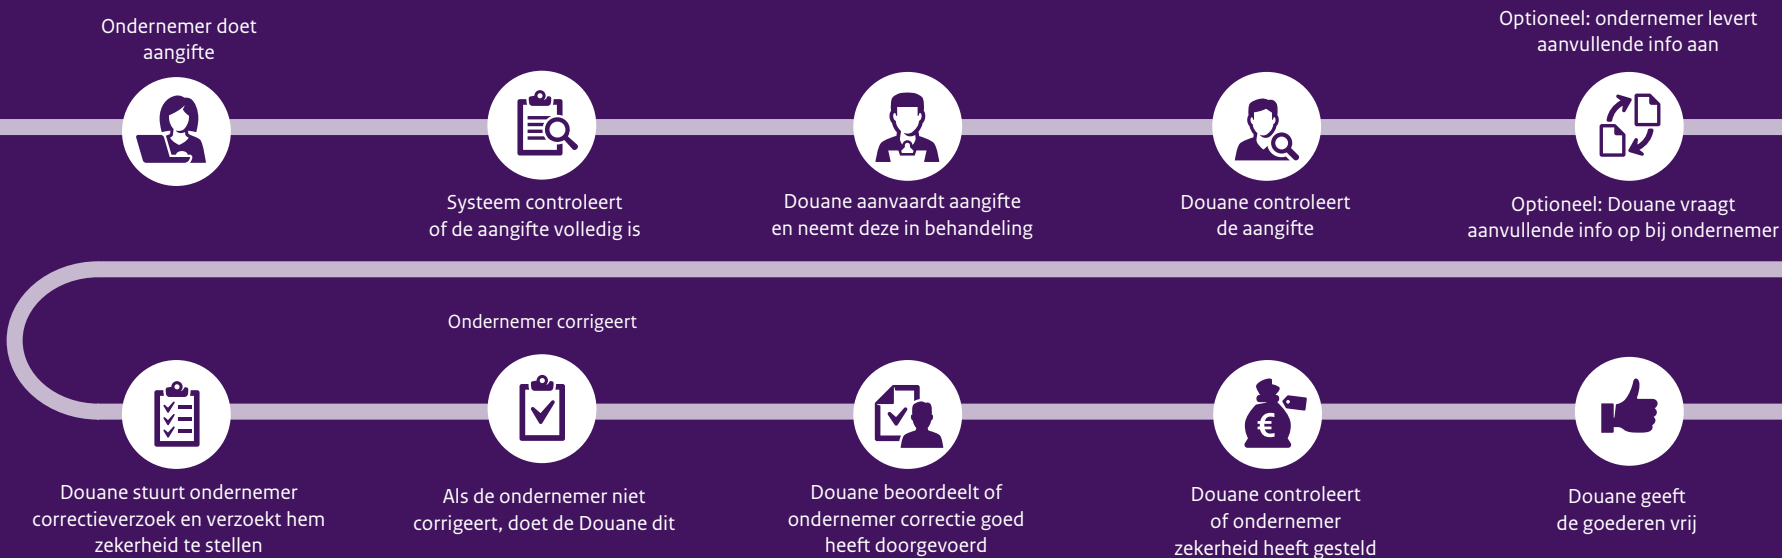 Ondernemer doet
aangifte
Systeem controleert
of de aangifte volledig is
Douane aanvaardt aangifte
en neemt deze in behandeling
Douane controleert
de aangifte
Optioneel: ondernemer levert
aanvullende info aan
Optioneel: Douane vraagt
aanvullende info op bij ondernemer
Douane stuurt ondernemer
correctieverzoek en verzoekt hem
zekerheid te stellen
Ondernemer corrigeert
Als de ondernemer niet
corrigeert, doet de Douane dit
Douane beoordeelt of
ondernemer correctie goed
heeft doorgevoerd
€
Douane controleert
of ondernemer
zekerheid heeft gesteld
Douane geeft
de goederen vrij